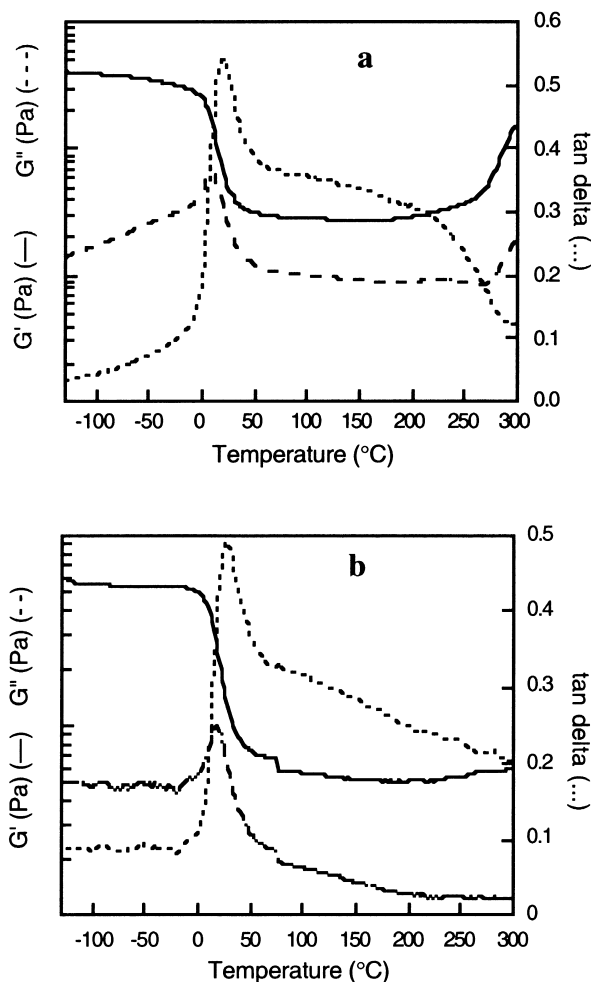 a
G' (Pa) (—) G" (Pa) (- - -)
0.6
0.5
0.4
0.3
0.2
0.1
0.0
tan delta (...)
-100 -50 0 50 100 150 200 250 300
Temperature (°C)
b
G' (Pa) (—) G" (Pa) (- -)
0.5
0.4
0.3
0.2
0.1
0
tan delta (...)
-100 -50 0 50 100 150 200 250 300
Temperature (°C)